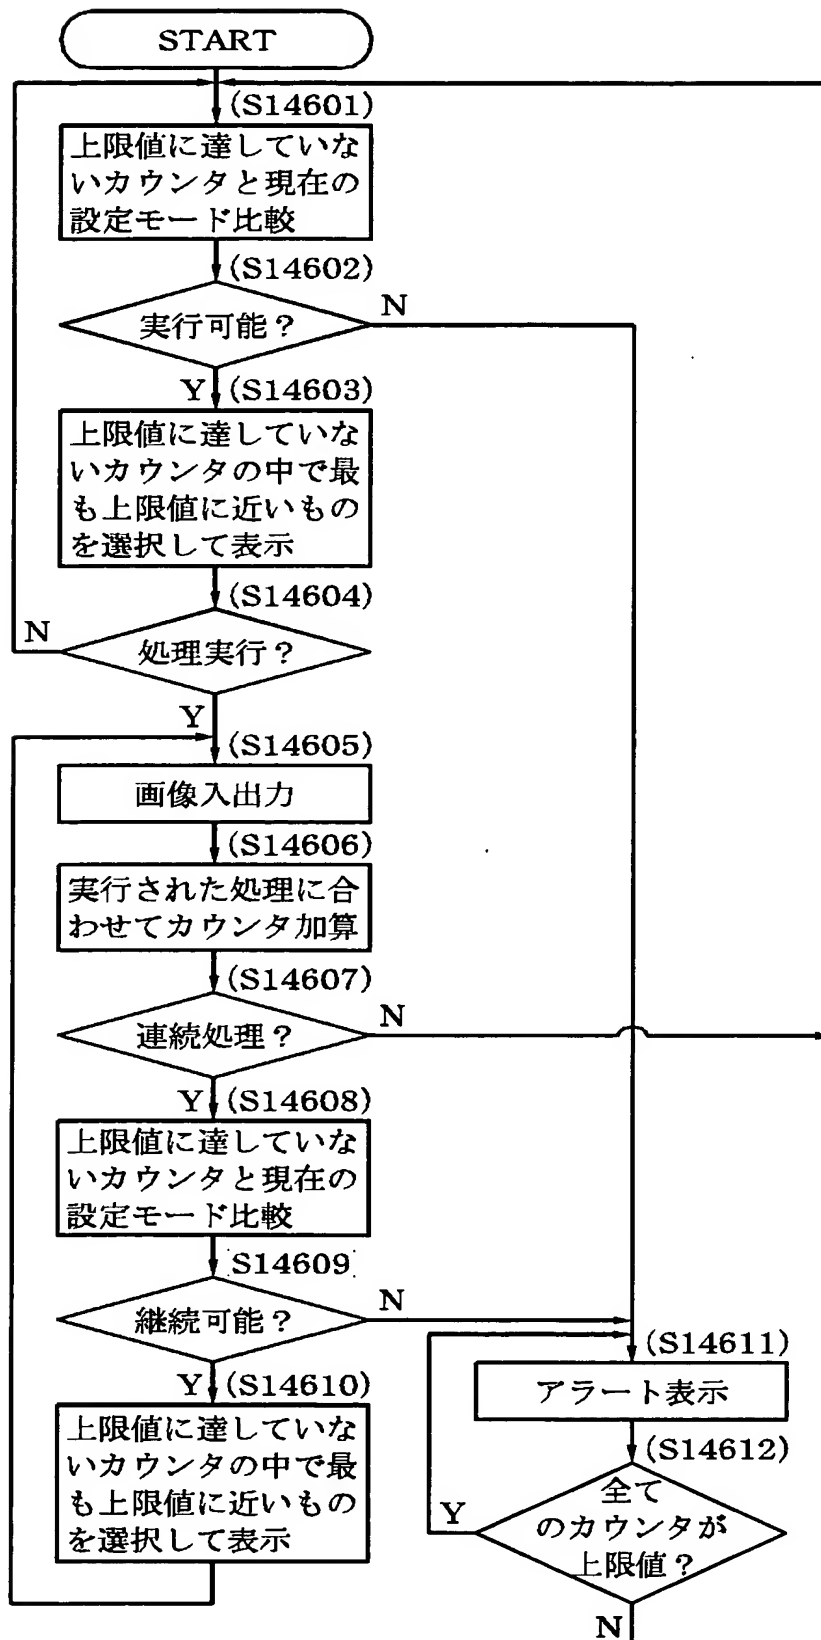 START
(S14601)
上限値に達していな
いカウンタと現在の
設定モード比較
(S14602)
実行可能？
N
Y
(S14603)
上限値に達していな
いカウンタの中で最
も上限値に近いもの
を選択して表示
(S14604)
N
処理実行？
Y
(S14605)
画像入出力
(S14606)
実行された処理に合
わせてカウンタ加算
(S14607)
連続処理？
N
Y
(S14608)
上限値に達していな
いカウンタと現在の
設定モード比較
S14609
継続可能？
N
Y
(S14610)
上限値に達していな
いカウンタの中で最
も上限値に近いもの
を選択して表示
(S14611)
アラート表示
(S14612)
全て
のカウンタが
上限値？
Y
N